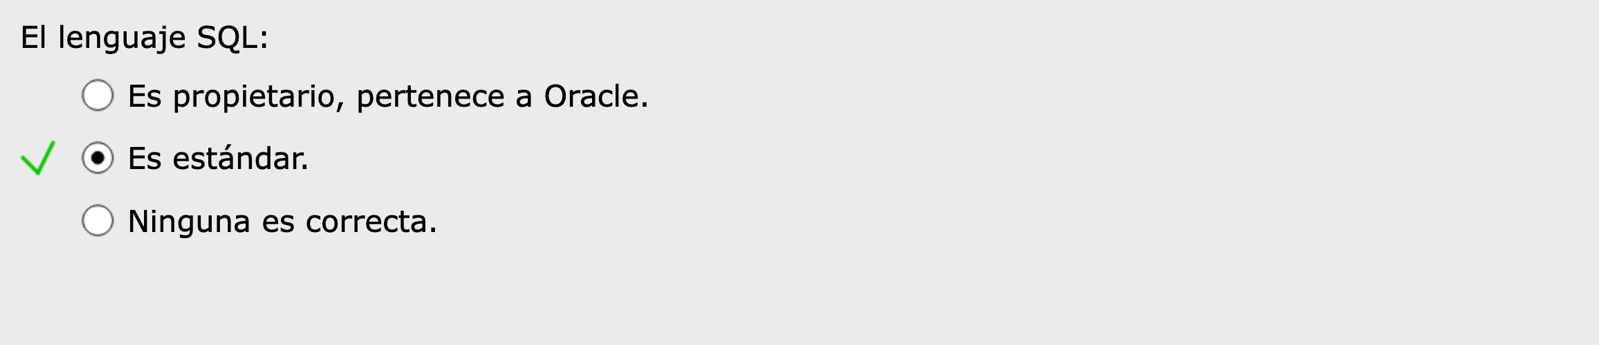 El lenguaje SQL:
Es propietario, pertenece a Oracle.
Es estándar.
Ninguna es correcta.